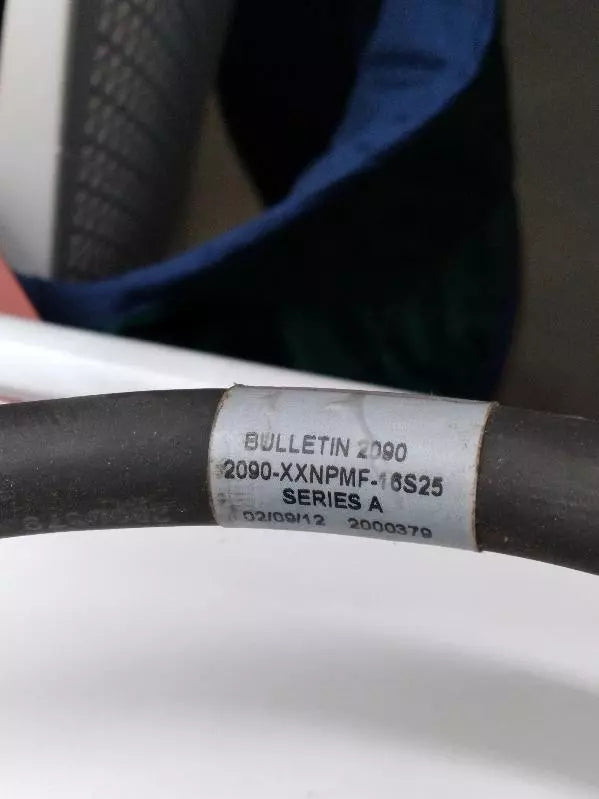 BULLETIN 2090
2090-XXNPMF-16S25
SERIES A
02/09/12 2000379